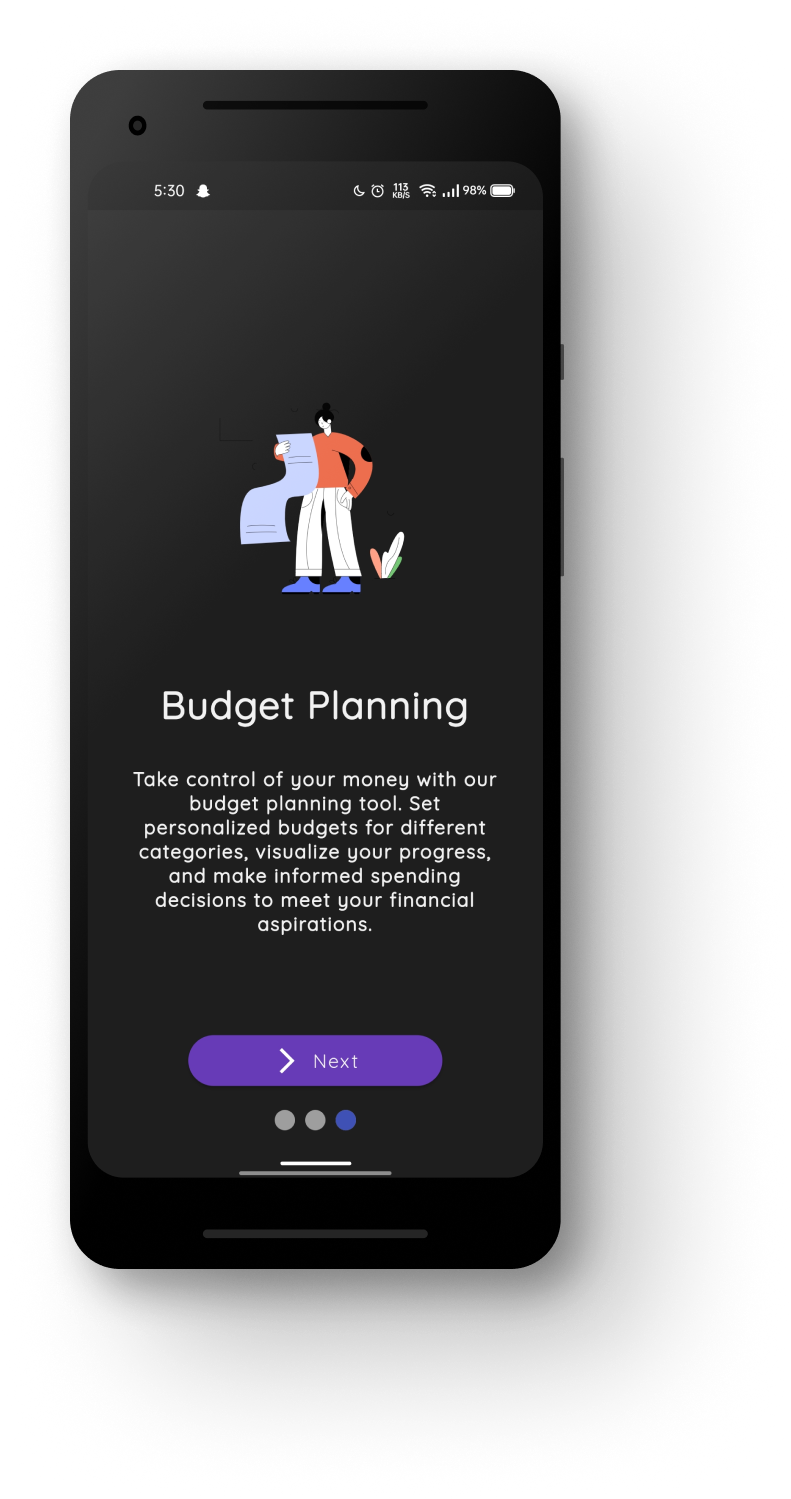 5:30 113 KB/S 98%
Budget Planning
Take control of your money with our
budget planning tool. Set
personalized budgets for different
categories, visualize your progress,
and make informed spending
decisions to meet your financial
aspirations.
Next